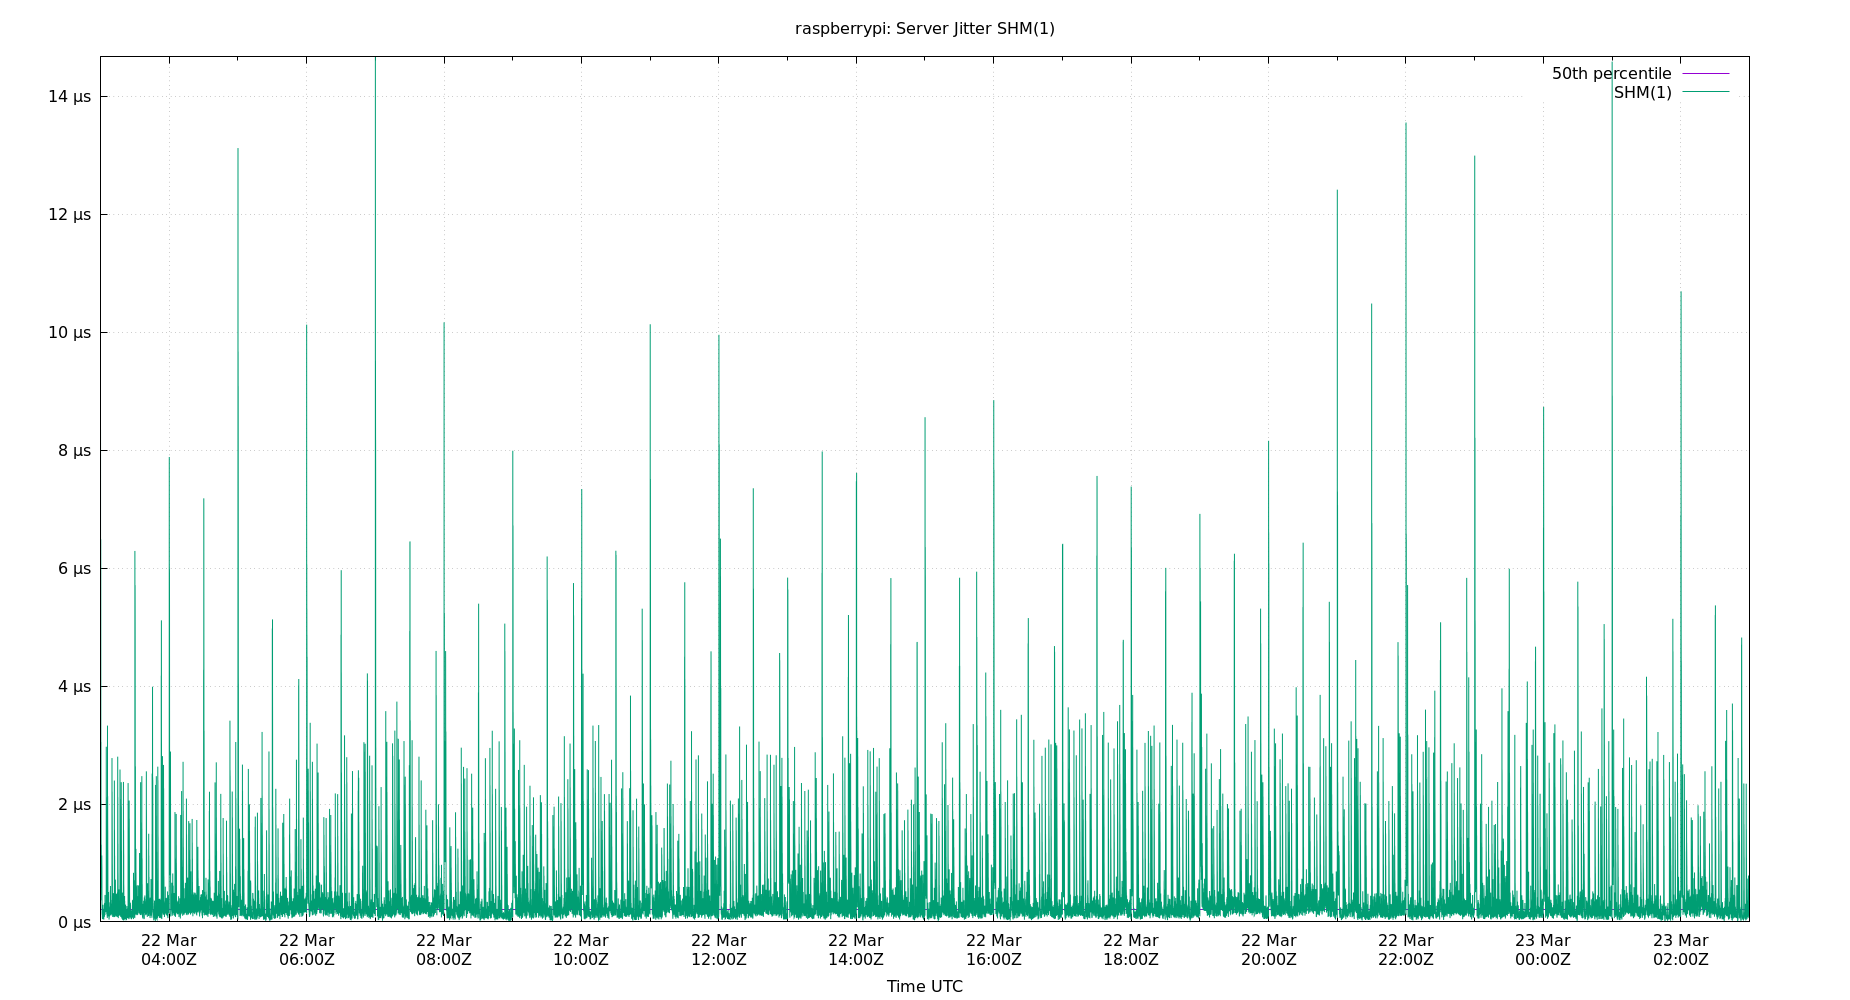 raspberrypi: Server Jitter SHM(1)
50th percentile
SHM(1)
14 µs
12 µs
10 µs
8 µs
6 µs
4 µs
2 µs
0 µs
22 Mar 22 Mar 22 Mar 22 Mar 22 Mar 22 Mar 22 Mar 22 Mar 22 Mar 22 Mar 23 Mar 23 Mar
04:00Z 06:00Z 08:00Z 10:00Z 12:00Z 14:00Z 16:00Z 18:00Z 20:00Z 22:00Z 00:00Z 02:00Z
Time UTC